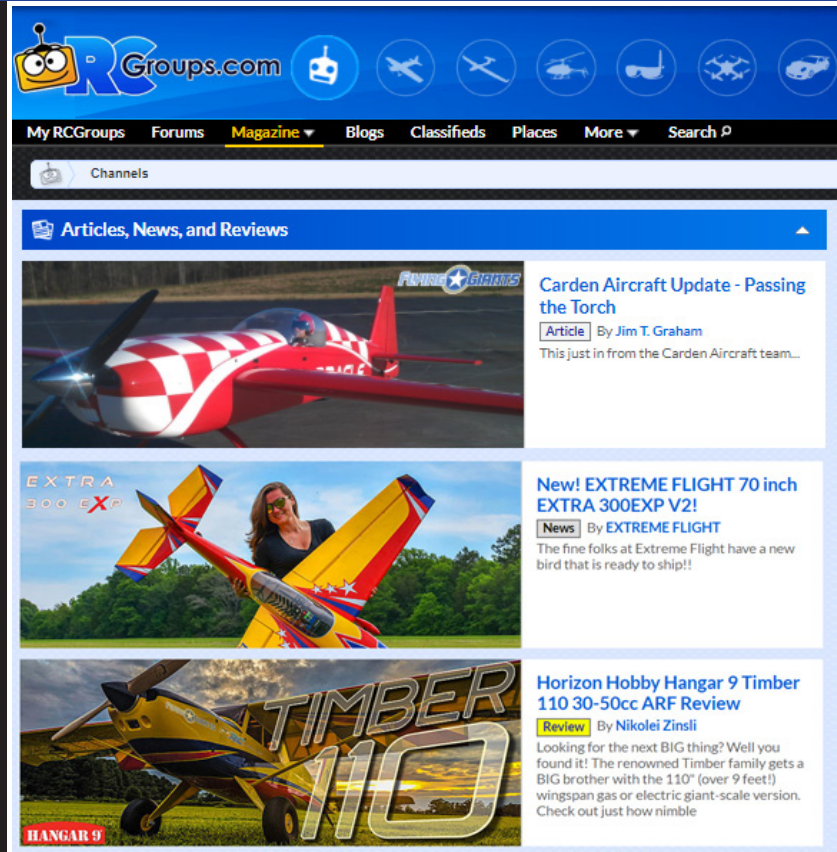 RCGroups.com
My RCGroups Forums Magazine Blogs Classifieds Places More Search
Channels
Articles, News, and Reviews
FLYING GIANTS
ORACLE
Carden Aircraft Update - Passing
the Torch
Article By Jim T. Graham
This just in from the Carden Aircraft team...
EXTRA
300 EXP
New! EXTREME FLIGHT 70 inch
EXTRA 300EXP V2!
News By EXTREME FLIGHT
The fine folks at Extreme Flight have a new
bird that is ready to ship!!
TIMBER
110
HANGAR 9
Horizon Hobby Hangar 9 Timber
110 30-50cc ARF Review
Review By Nikolei Zinsli
Looking for the next BIG thing? Well you
found it! The renowned Timber family gets a
BIG brother with the 110" (over 9 feet!)
wingspan gas or electric giant-scale version.
Check out just how nimble